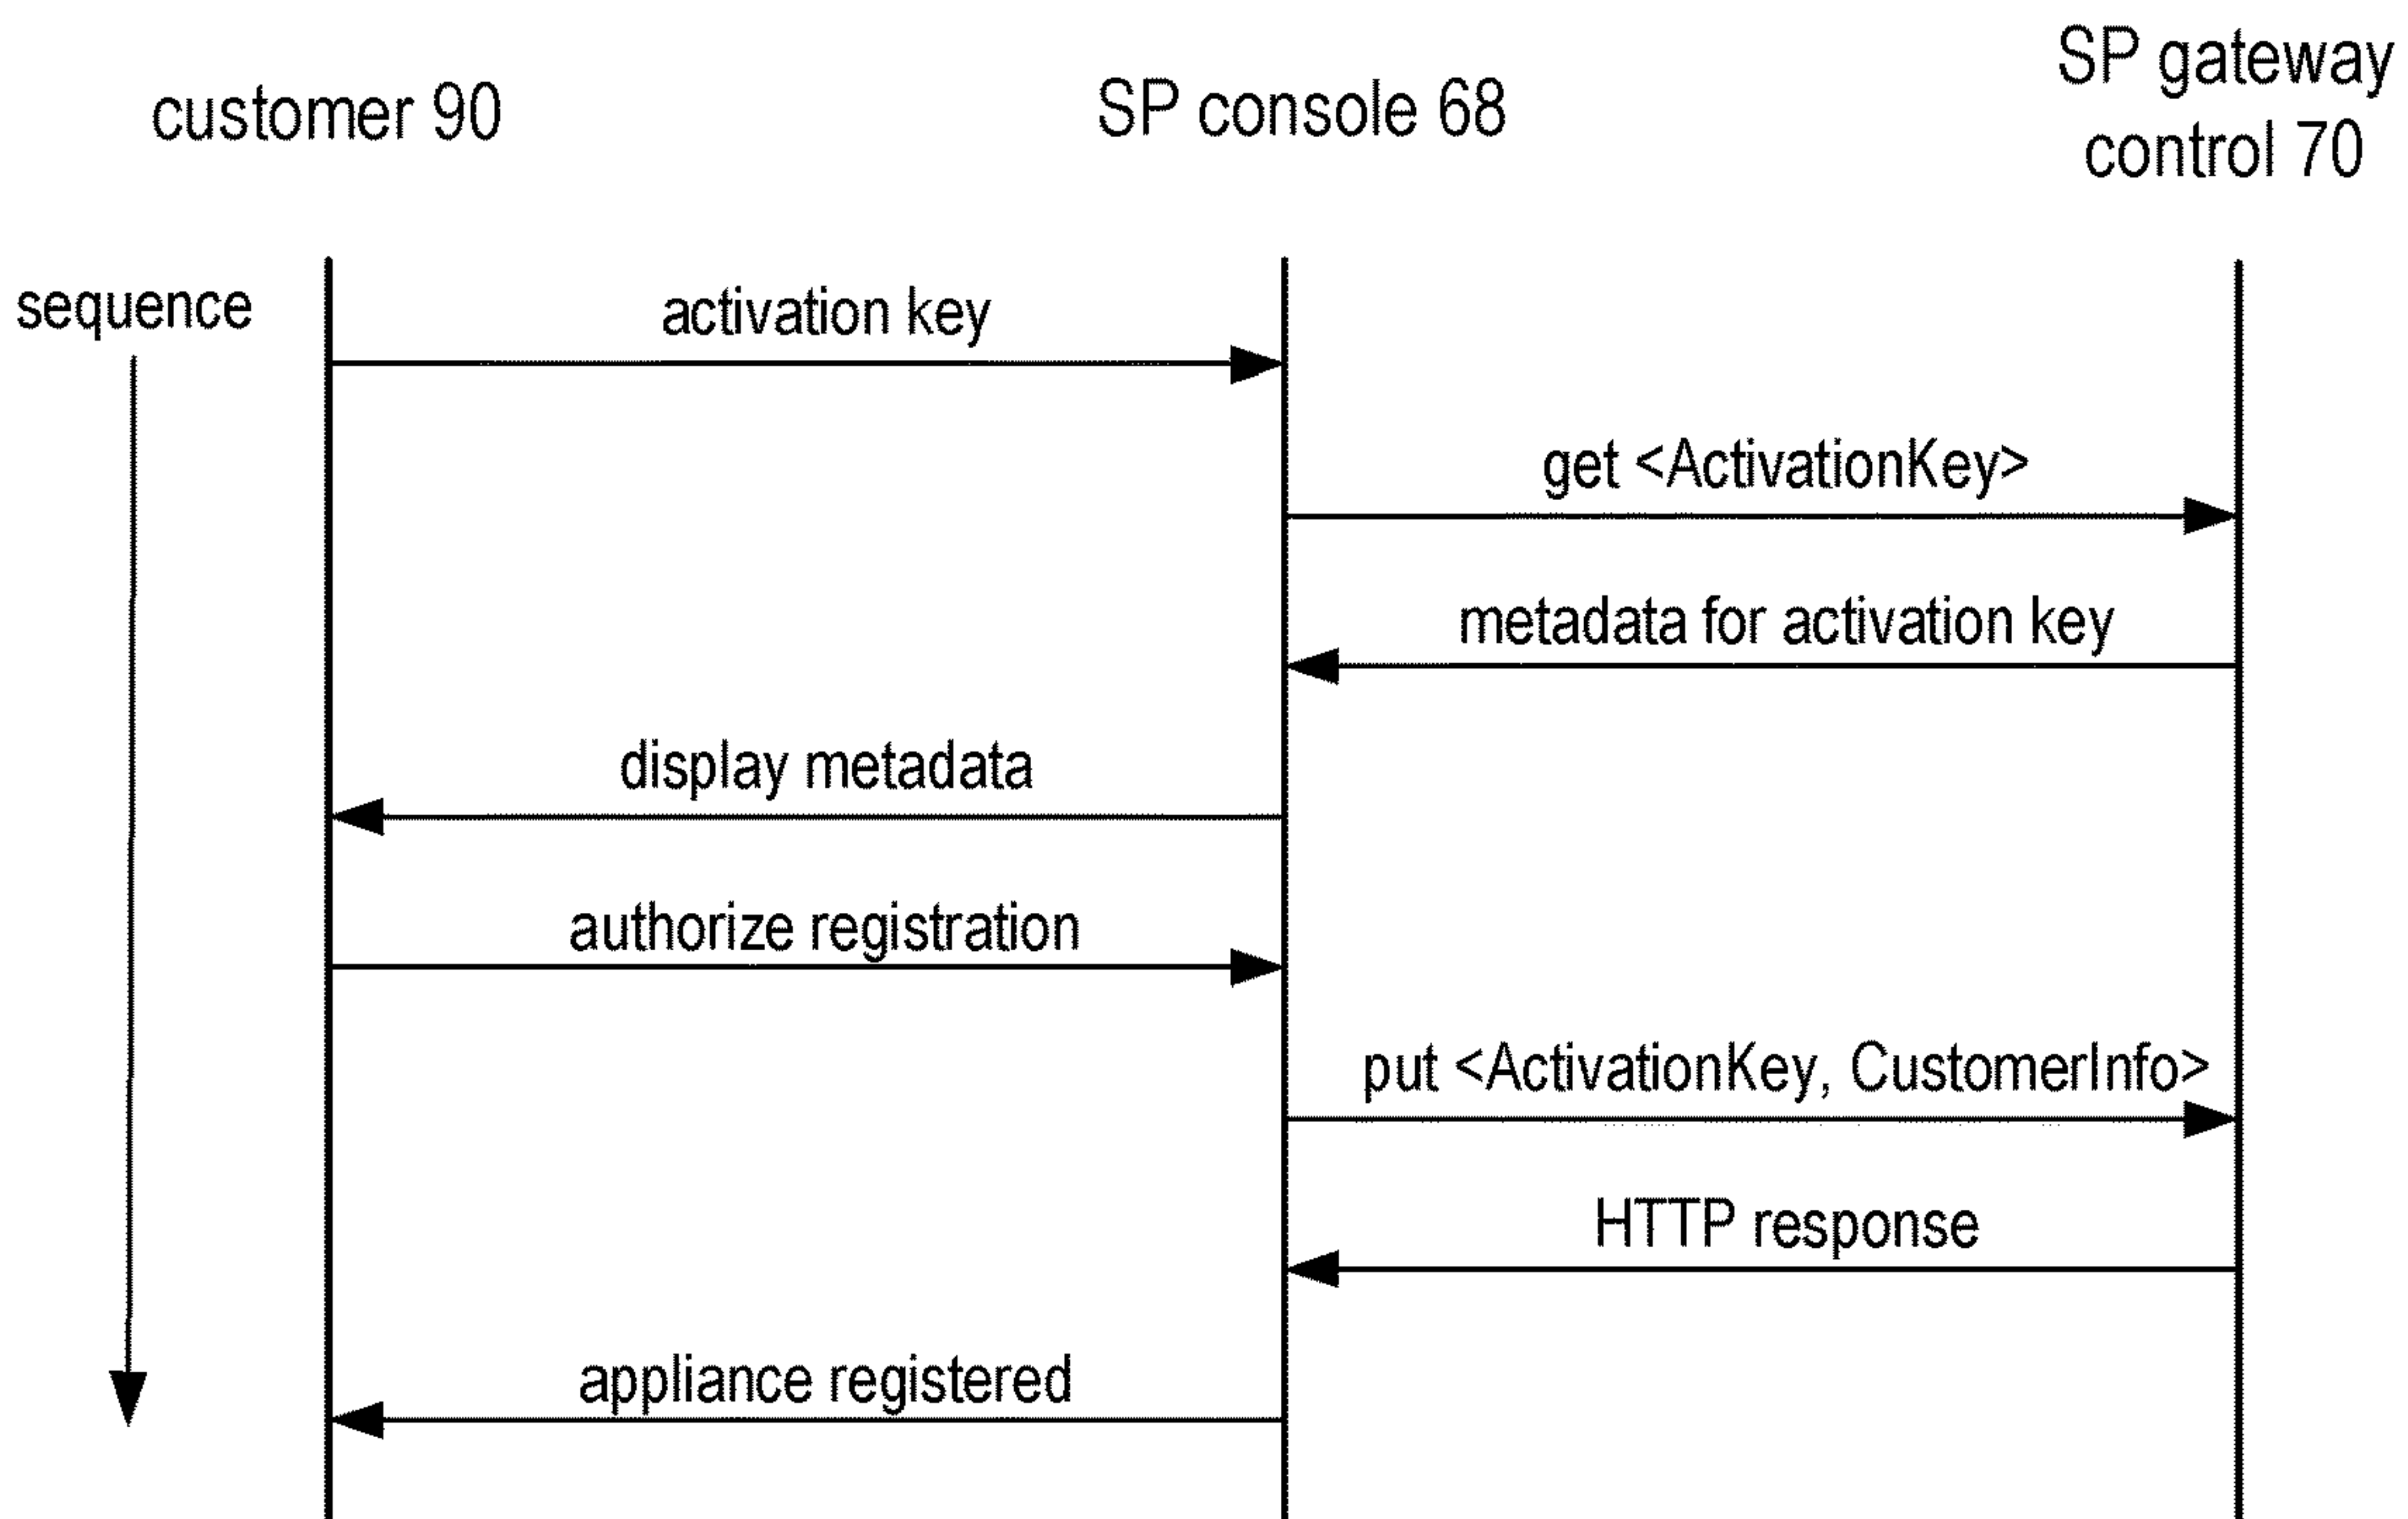 customer 90
SP console 68
SP gateway
control 70
sequence
activation key
get <ActivationKey>
metadata for activation key
display metadata
authorize registration
put <ActivationKey, CustomerInfo>
HTTP response
appliance registered